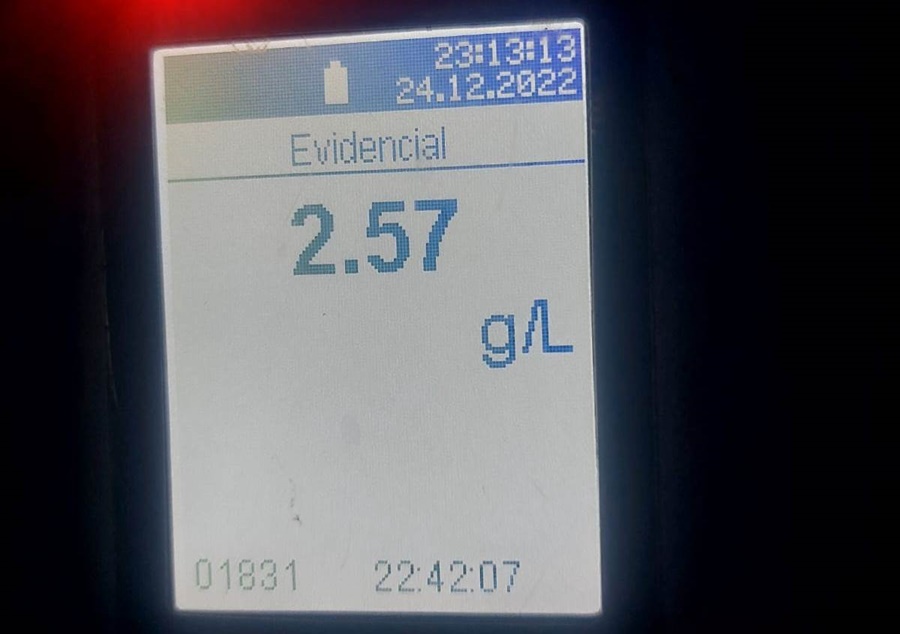 23:13:13
24.12.2022
Evidencial
2.57
g/L
01831 22:42:07